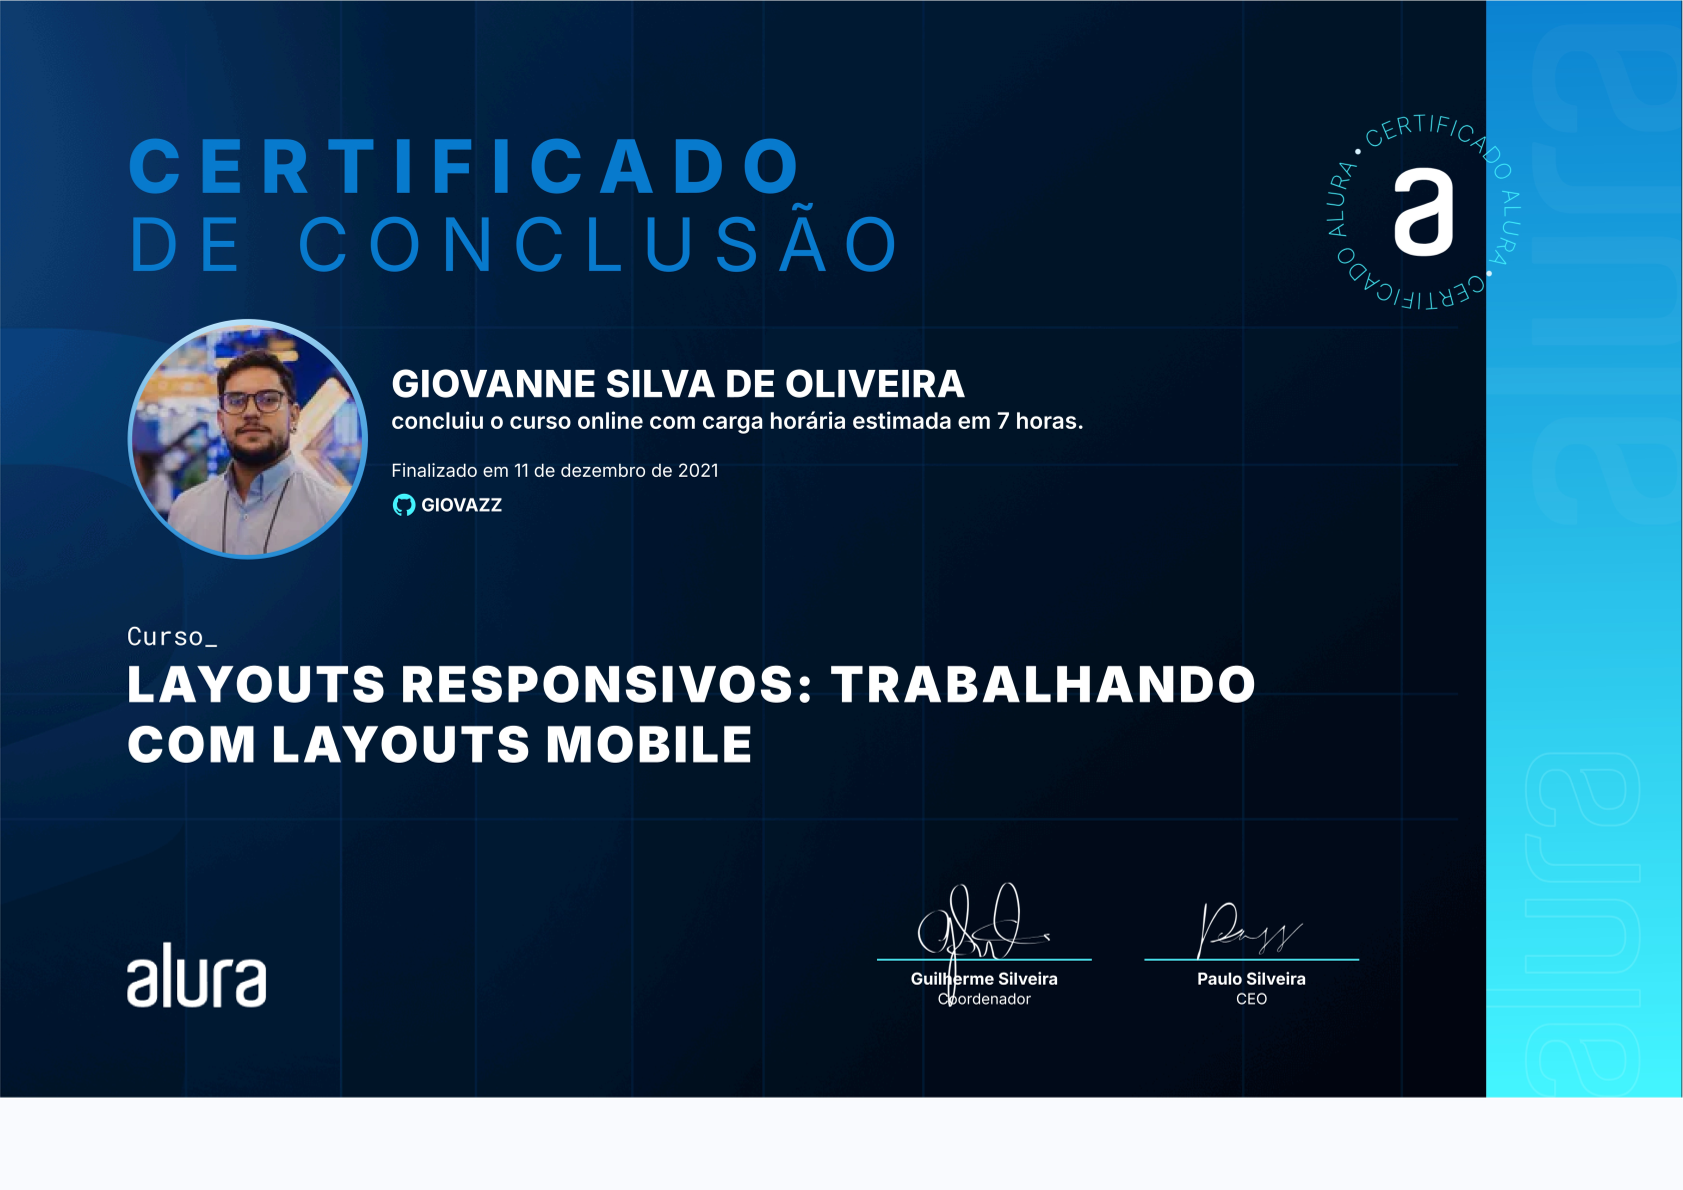 CERTIFICADO
DE CONCLUSÃO
CERTIFICADO ALURA • CERTIFICADO ALURA •
a
GIOVANNE SILVA DE OLIVEIRA
concluiu o curso online com carga horária estimada em 7 horas.
Finalizado em 11 de dezembro de 2021
GIOVAZZ
Curso_
LAYOUTS RESPONSIVOS: TRABALHANDO
COM LAYOUTS MOBILE
alura
Guilherme Silveira
Coordenador
Paulo Silveira
CEO
alura
alura